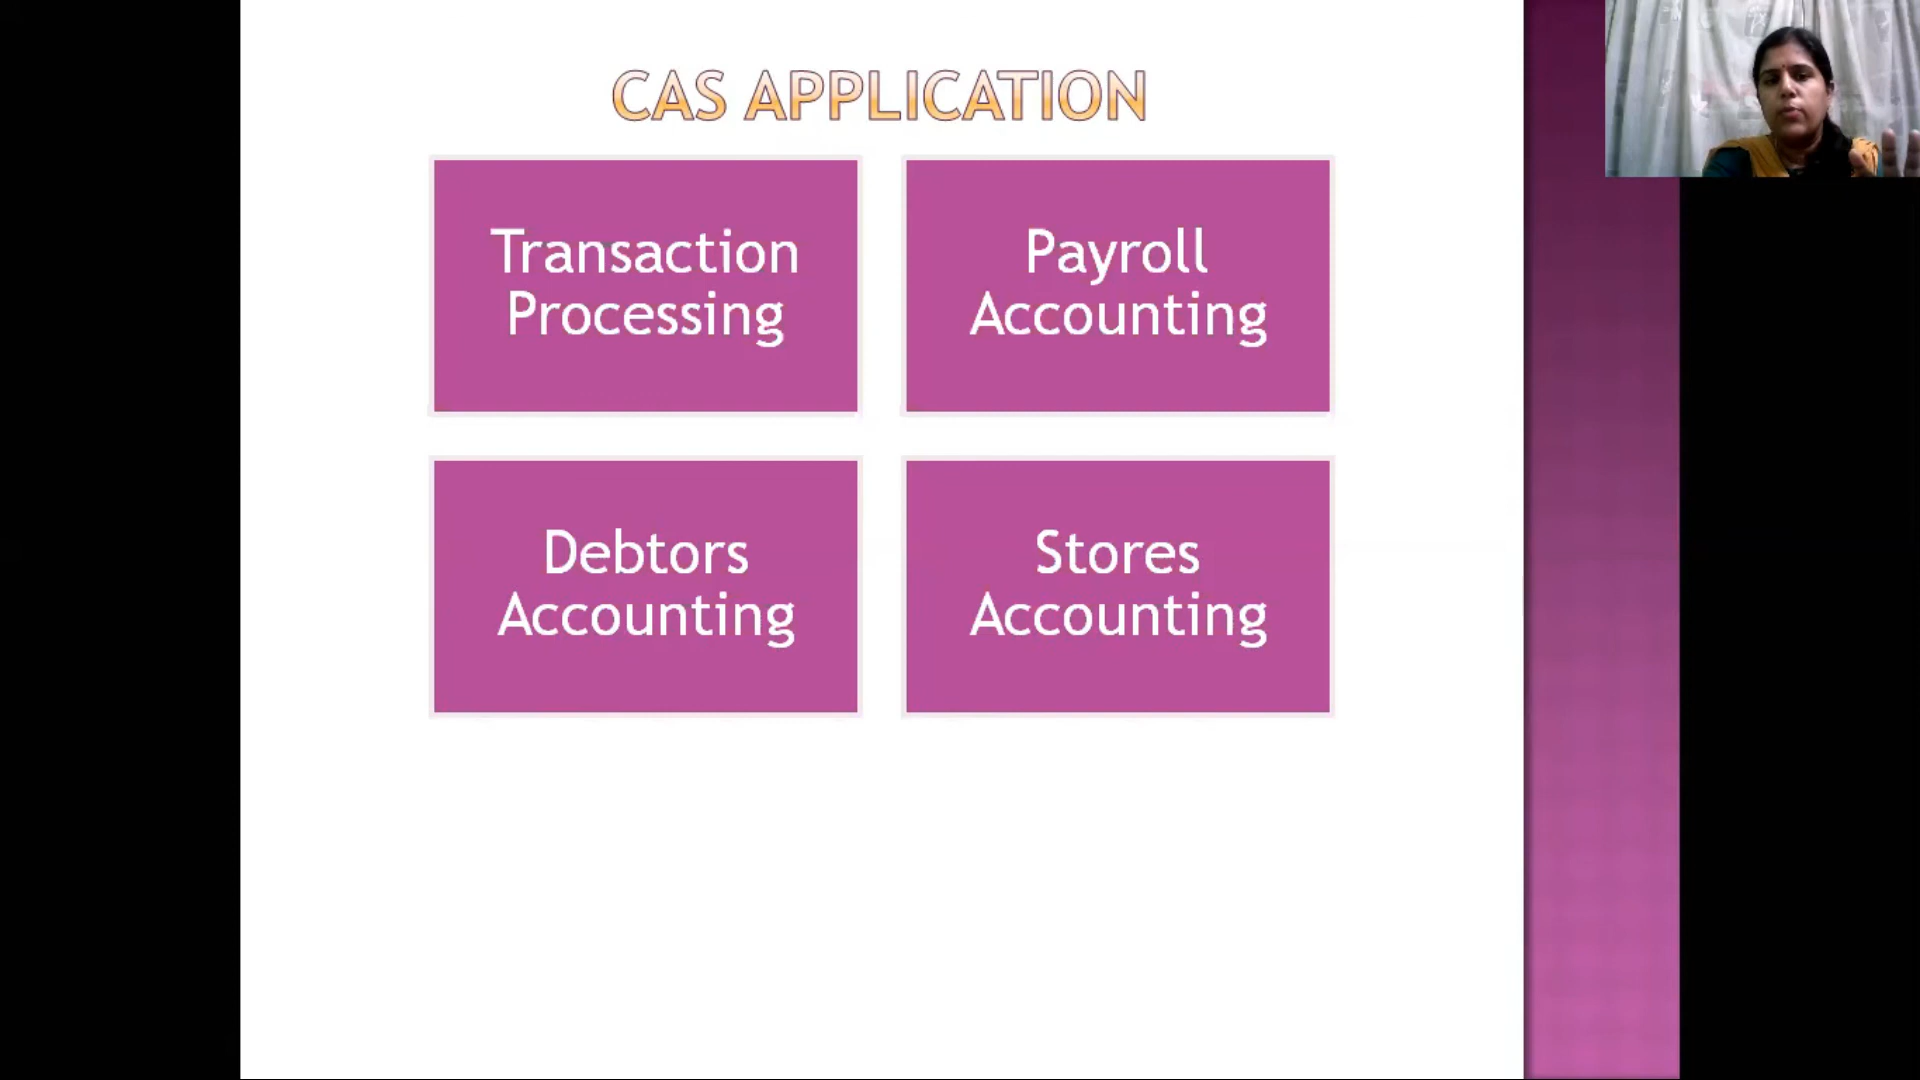 CAS APPLICATION
Transaction
Processing
Payroll
Accounting
Debtors
Accounting
Stores
Accounting